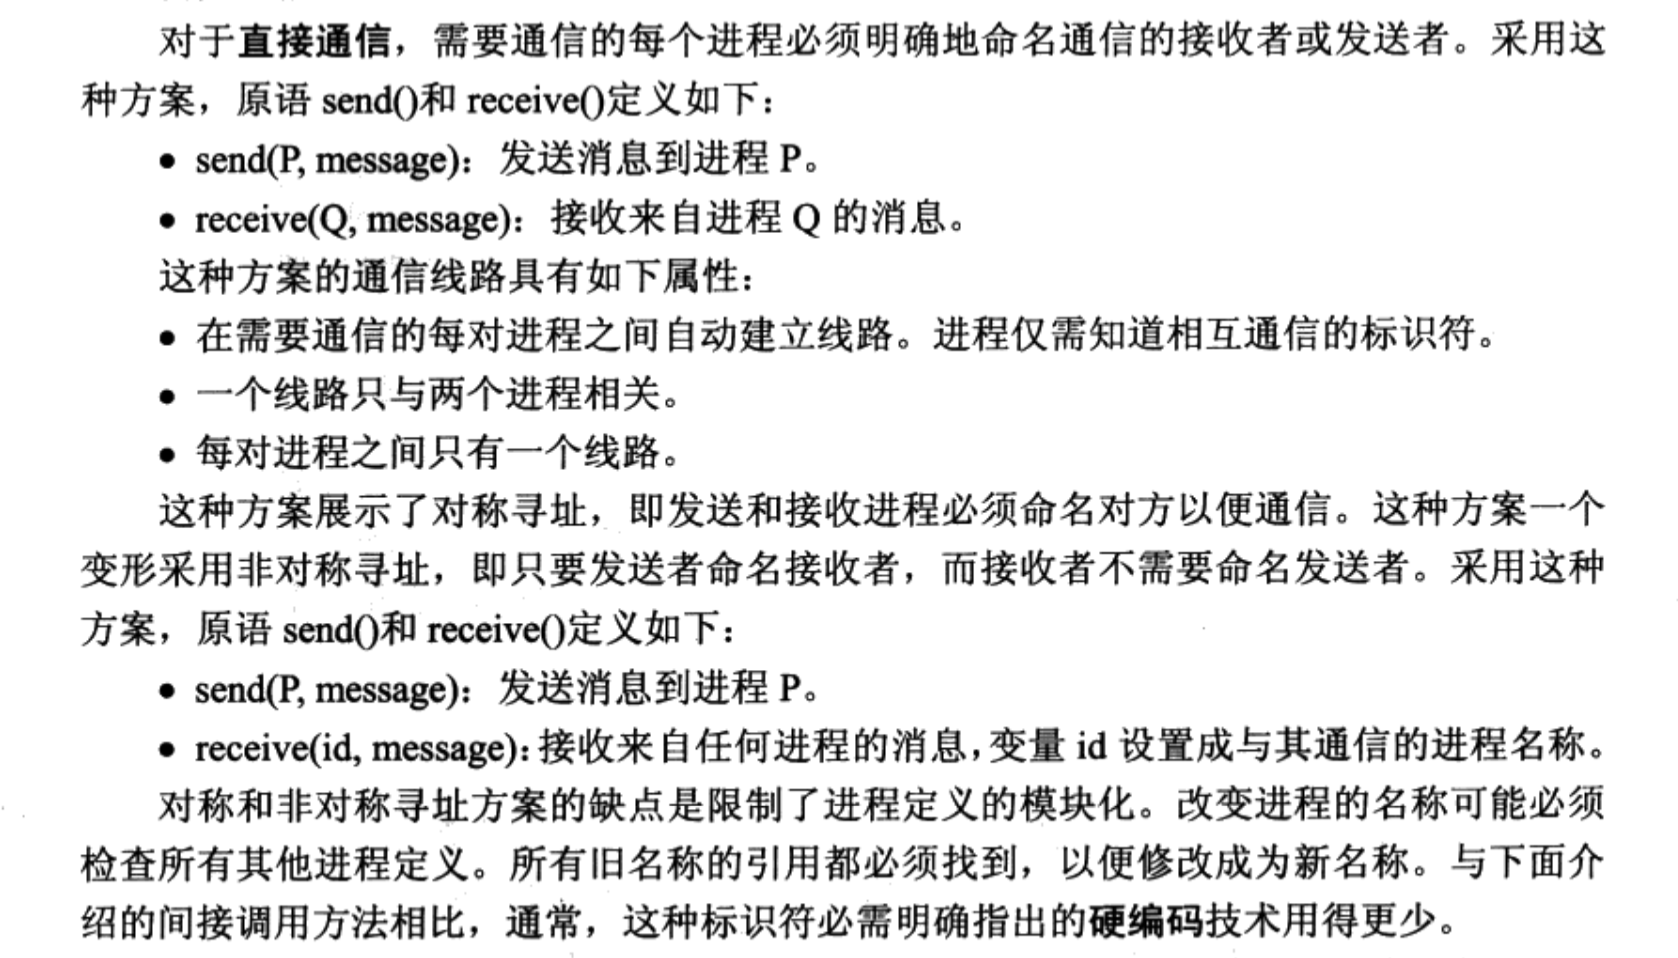 对于直接通信，需要通信的每个进程必须明确地命名通信的接收者或发送者。采用这
种方案，原语 send()和 receive()定义如下：
● send(P, message)：发送消息到进程 P。
● receive(Q, message)：接收来自进程 Q 的消息。
这种方案的通信线路具有如下属性：
● 在需要通信的每对进程之间自动建立线路。进程仅需知道相互通信的标识符。
● 一个线路只与两个进程相关。
● 每对进程之间只有一个线路。
这种方案展示了对称寻址，即发送和接收进程必须命名对方以便通信。这种方案一个
变形采用非对称寻址，即只要发送者命名接收者，而接收者不需要命名发送者。采用这种
方案，原语 send()和 receive()定义如下：
● send(P, message)：发送消息到进程 P。
● receive(id, message)：接收来自任何进程的消息，变量 id 设置成与其通信的进程名称。
对称和非对称寻址方案的缺点是限制了进程定义的模块化。改变进程的名称可能必须
检查所有其他进程定义。所有旧名称的引用都必须找到，以便修改成为新名称。与下面介
绍的间接调用方法相比，通常，这种标识符必需明确指出的硬编码技术用得更少。